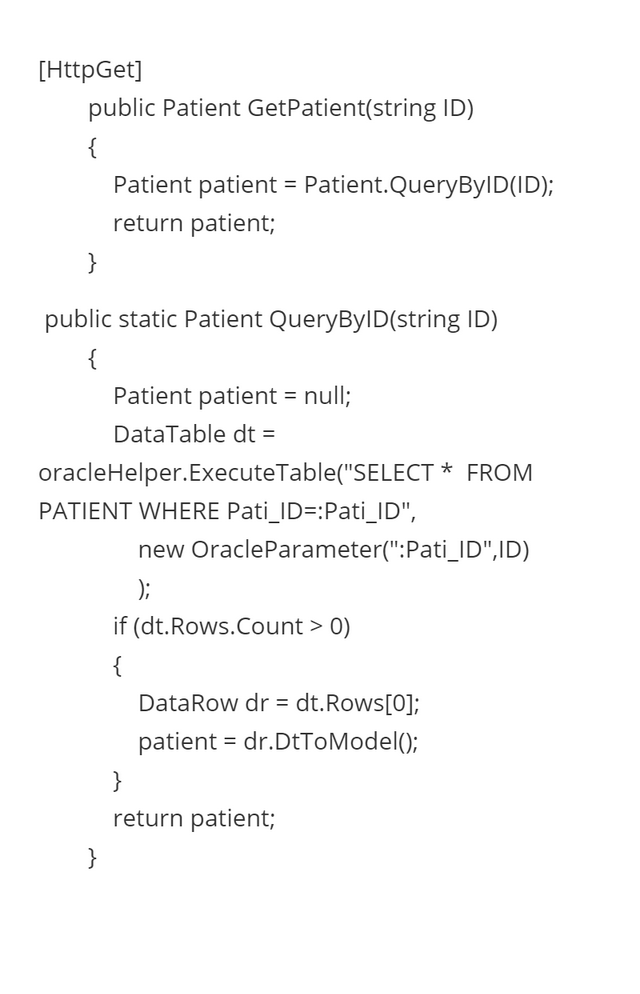 [HttpGet]
public Patient GetPatient(string ID)
{
Patient patient = Patient.QueryByID(ID);
return patient;
}
public static Patient QueryByID(string ID)
{
Patient patient = null;
DataTable dt =
oracleHelper.ExecuteTable("SELECT *  FROM
PATIENT WHERE Pati_ID=:Pati_ID",
new OracleParameter(":Pati_ID",ID)
);
if (dt.Rows.Count > 0)
{
DataRow dr = dt.Rows[0];
patient = dr.DtToModel();
}
return patient;
}